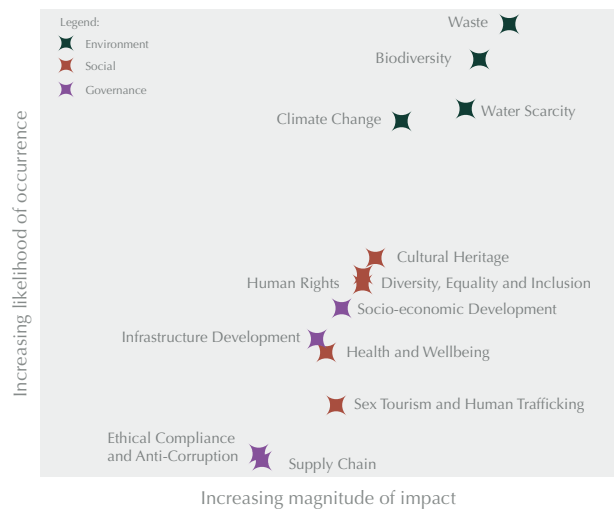 Legend:
Environment
Social
Governance
Waste
Biodiversity
Water Scarcity
Climate Change
Cultural Heritage
Human Rights
Diversity, Equality and Inclusion
Socio-economic Development
Infrastructure Development
Health and Wellbeing
Sex Tourism and Human Trafficking
Ethical Compliance
and Anti-Corruption
Supply Chain
Increasing likelihood of occurrence
Increasing magnitude of impact